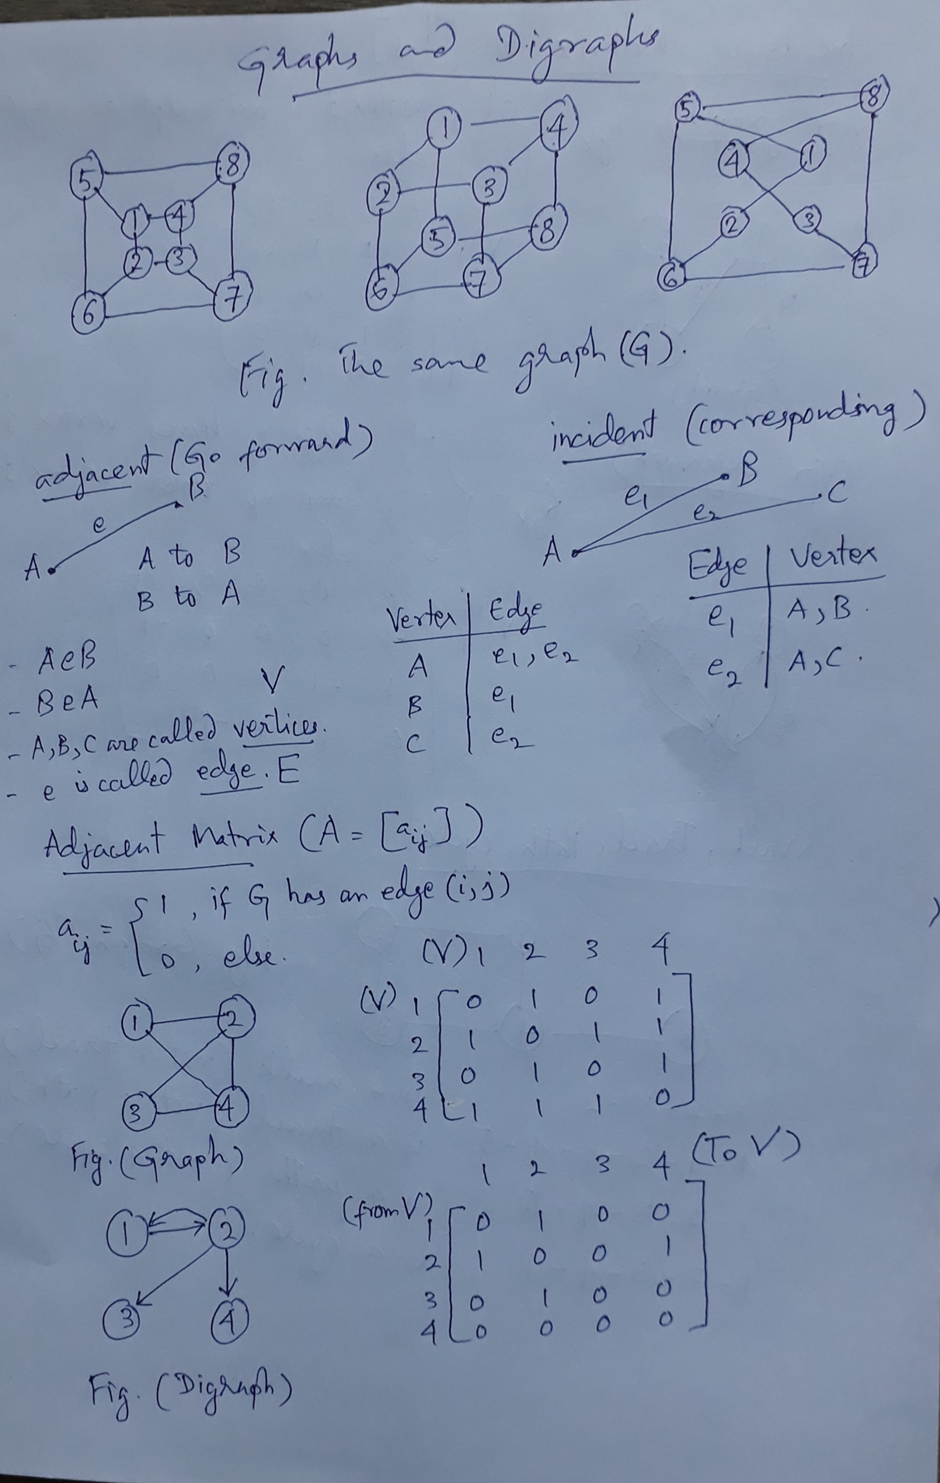 Graphs and Digraphs
5 8 1 4 2 3 6 7
1 4 2 3 5 8 6 7
5 8 4 1 2 3 6 7
Fig. The same graph (G).
adjacent (Go forward)
A e B
A to B
B to A
- A e B
- B e A
V
- A, B, C are called vertices.
- e is called edge. E
incident (corresponding)
A e₁ B e₂ C
Vertex | Edge
A | e₁, e₂
B | e₁
C | e₂
Edge | Vertex
e₁ | A, B.
e₂ | A, C.
Adjacent Matrix (A = [aᵢⱼ])
aᵢⱼ = { 1, if G has an edge (i, j)
0, else.
1 2
3 4
Fig. (Graph)
(V) 1 2 3 4
(V) 1 [ 0 1 0 1 ]
2 [ 1 0 1 1 ]
3 [ 0 1 0 1 ]
4 [ 1 1 1 0 ]
1 2
3 4
Fig. (Digraph)
1 2 3 4 (To V)
(from V) 1 [ 0 1 0 0 ]
2 [ 1 0 0 1 ]
3 [ 0 1 0 0 ]
4 [ 0 0 0 0 ]